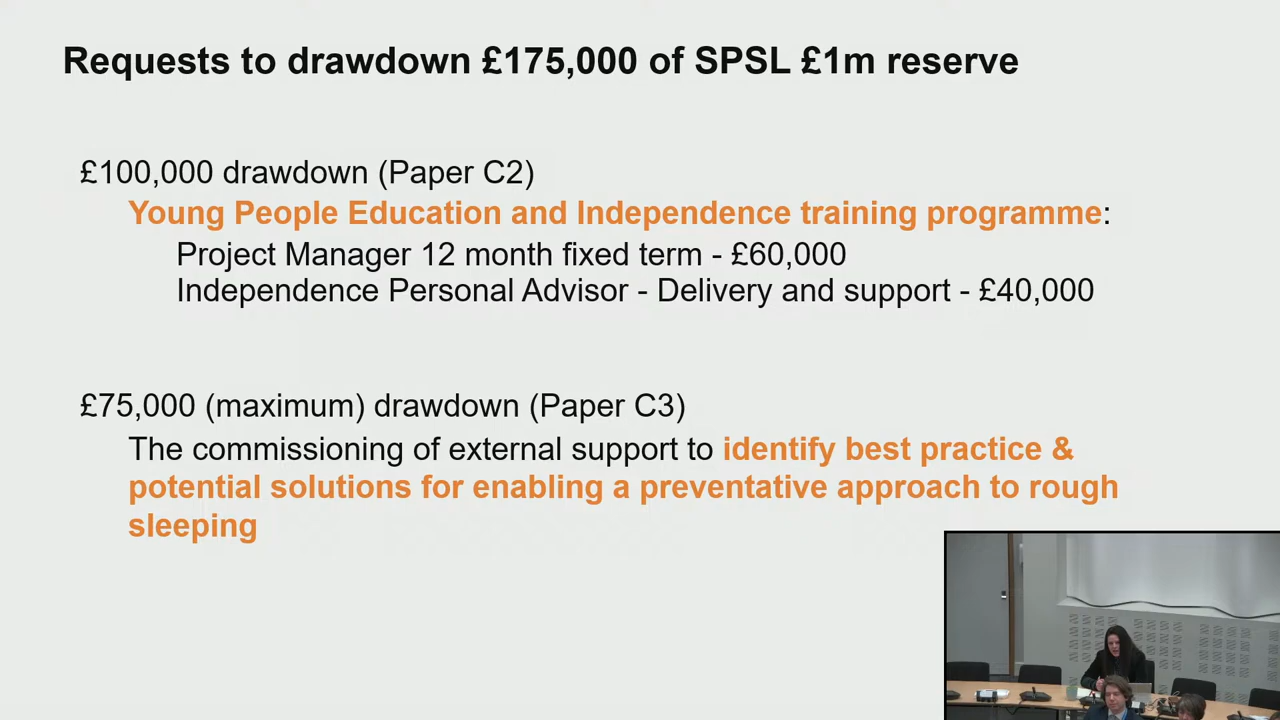 Requests to drawdown £175,000 of SPSL £1m reserve
£100,000 drawdown (Paper C2)
Young People Education and Independence training programme:
Project Manager 12 month fixed term - £60,000
Independence Personal Advisor - Delivery and support - £40,000
£75,000 (maximum) drawdown (Paper C3)
The commissioning of external support to identify best practice &
potential solutions for enabling a preventative approach to rough
sleeping